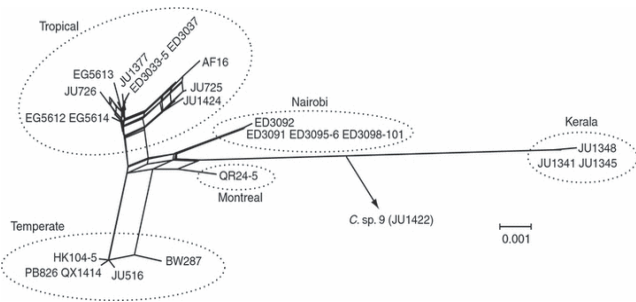 Tropical
EG5613
JU1377
ED3033-5 ED3037
AF16
JU726
JU725
JU1424
EG5612 EG5614
Nairobi
ED3092
ED3091 ED3095-6 ED3098-101
Kerala
JU1348
JU1341 JU1345
QR24-5
Montreal
C. sp. 9 (JU1422)
0.001
Temperate
HK104-5
BW287
PB826 QX1414
JU516